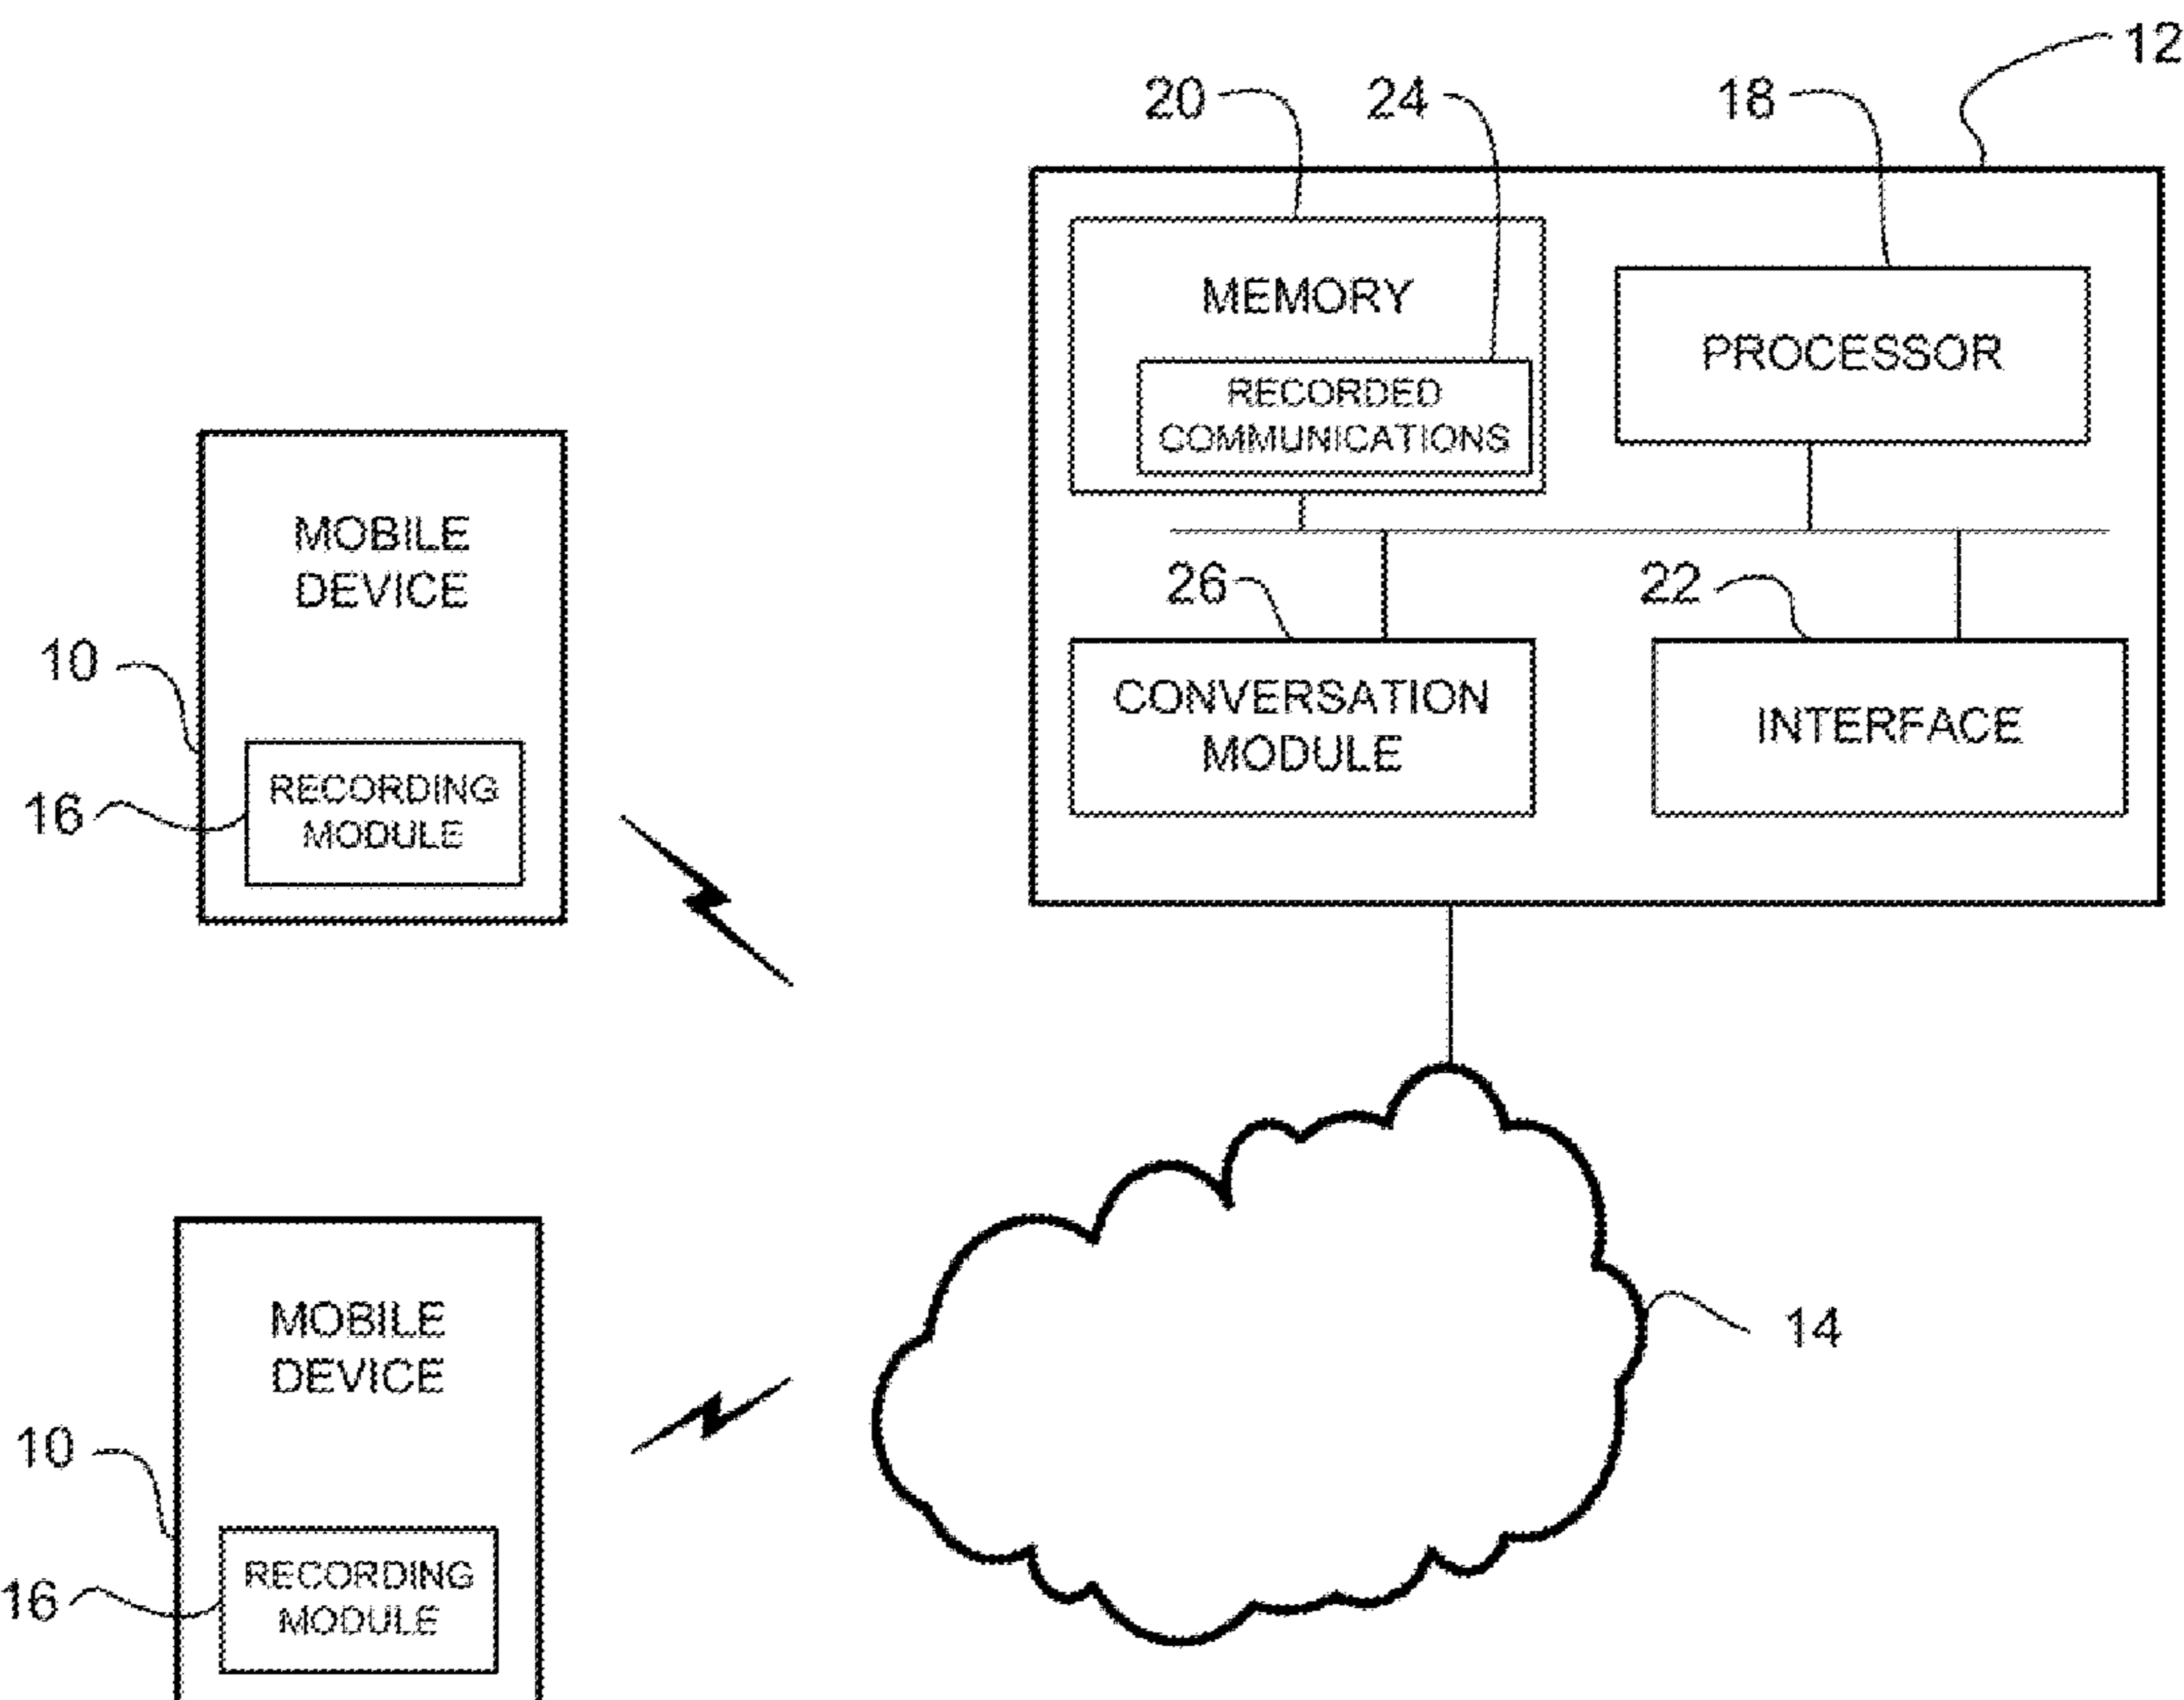 12
20
24
18
MEMORY
PROCESSOR
RECORDED
COMMUNICATIONS
MOBILE
DEVICE
26
22
10
CONVERSATION
MODULE
INTERFACE
16
RECORDING
MODULE
MOBILE
DEVICE
14
10
16
RECORDING
MODULE